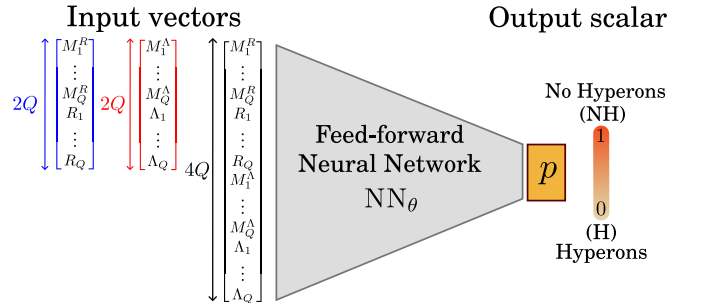 Input vectors
Output scalar
2Q
M_1^R
⋮
M_Q^R
R_1
⋮
R_Q
2Q
M_1^Λ
⋮
M_Q^Λ
Λ_1
⋮
Λ_Q
4Q
M_1^R
⋮
M_Q^R
R_1
⋮
R_Q
M_1^Λ
⋮
M_Q^Λ
Λ_1
⋮
Λ_Q
Feed-forward
Neural Network
NN_θ
p
No Hyperons
(NH)
1
0
(H)
Hyperons